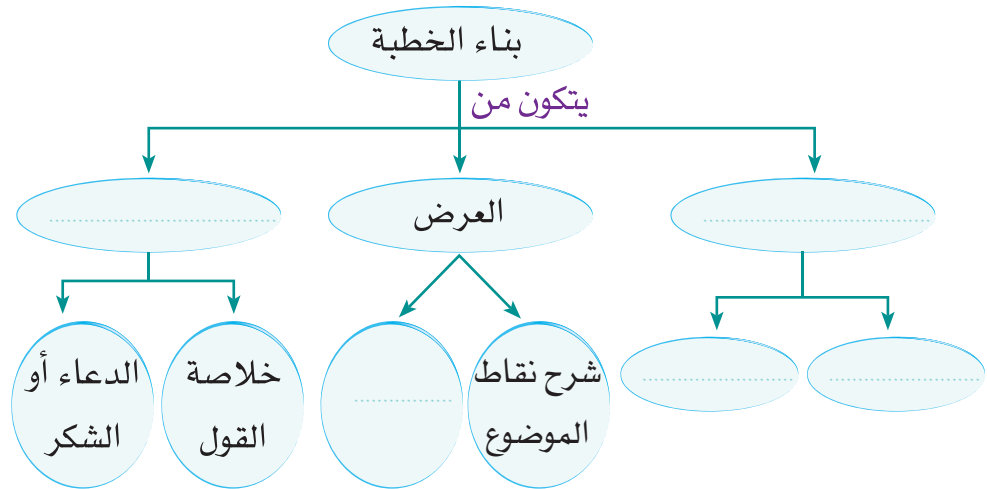 بناء الخطبة
يتكون من
العرض
شرح نقاط
الموضوع
خلاصة
القول
الدعاء أو
الشكر